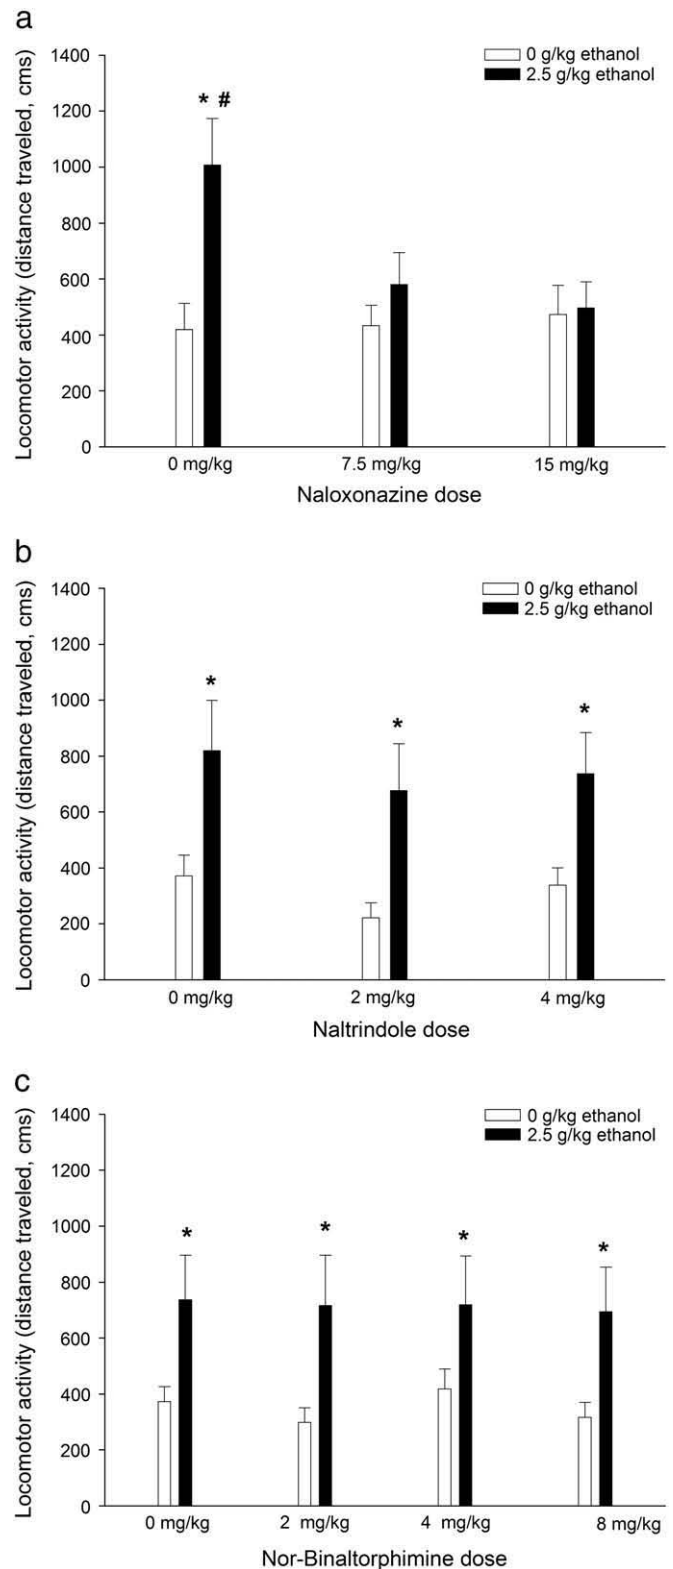 a
Locomotor activity (distance traveled, cms)
1400
1200
1000
800
600
400
200
0
0 g/kg ethanol
2.5 g/kg ethanol
* #
0 mg/kg
7.5 mg/kg
15 mg/kg
Naloxonazine dose
b
Locomotor activity (distance traveled, cms)
1400
1200
1000
800
600
400
200
0
0 g/kg ethanol
2.5 g/kg ethanol
*
*
*
0 mg/kg
2 mg/kg
4 mg/kg
Naltrindole dose
c
Locomotor activity (distance traveled, cms)
1400
1200
1000
800
600
400
200
0
0 g/kg ethanol
2.5 g/kg ethanol
*
*
*
*
0 mg/kg
2 mg/kg
4 mg/kg
8 mg/kg
Nor-Binaltorphimine dose